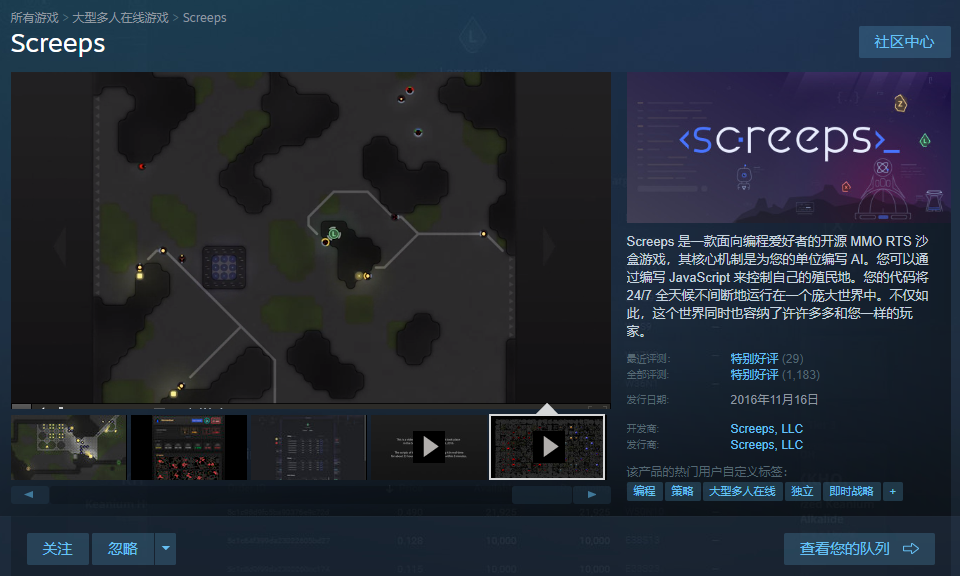 所有游戏 > 大型多人在线游戏 > Screeps
Screeps
社区中心
<screeps>_
Screeps 是一款面向编程爱好者的开源 MMO RTS 沙
盒游戏，其核心机制是为您的单位编写 AI。您可以通
过编写 JavaScript 来控制自己的殖民地。您的代码将
24/7 全天候不间断地运行在一个庞大世界中。不仅如
此，这个世界同时也容纳了许许多多和您一样的玩
家。
最近评测: 特别好评 (29)
全部评测: 特别好评 (1,183)
发行日期: 2016年11月16日
开发商: Screeps, LLC
发行商: Screeps, LLC
该产品的热门用户自定义标签：
编程 策略 大型多人在线 独立 即时战略 +
关注 忽略
查看您的队列